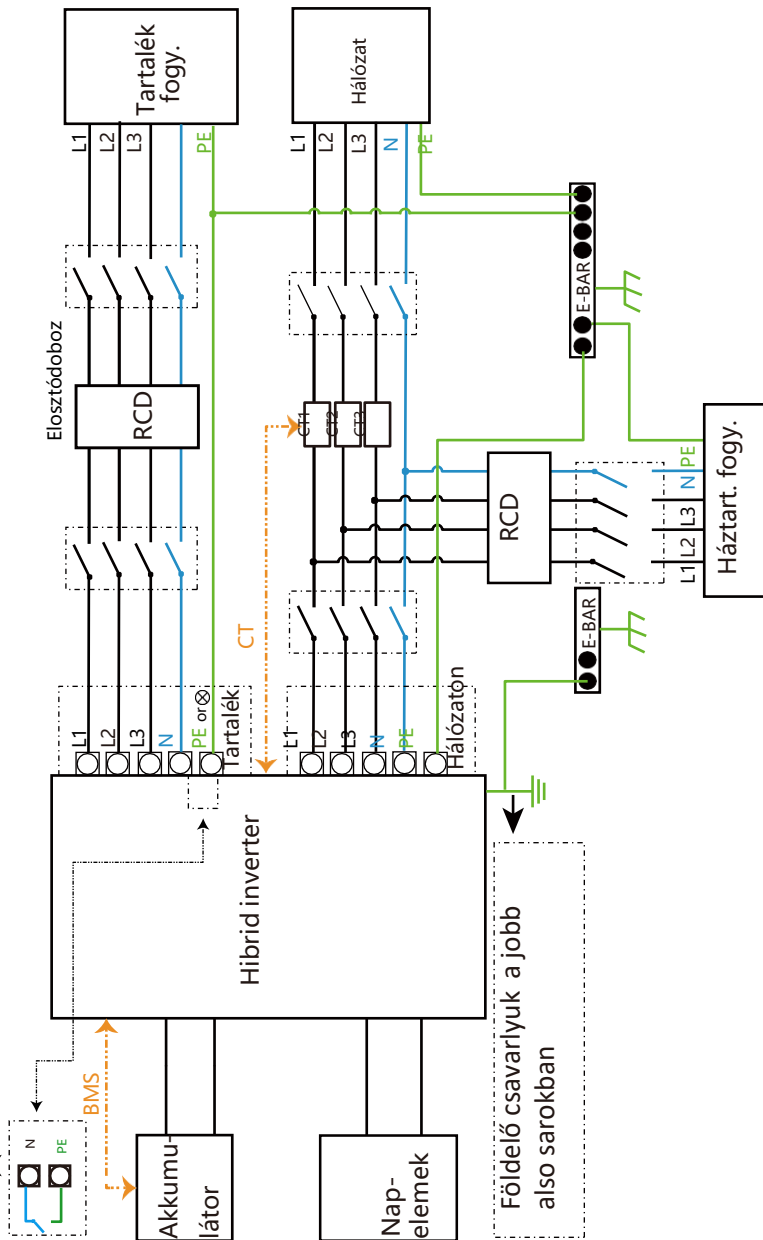 Tartalék
fogy.
L1
L2
L3
PE
Hálózat
L1
L2
L3
N
PE
Elosztódoboz
RCD
CT1
CT2
CT3
E-BAR
RCD
Háztart. fogy.
L1
L2
L3
N
PE
E-BAR
CT
L1
L2
L3
N
PE or
Tartalék
L1
L2
L3
N
PE
Hálózaton
Hibrid inverter
Földelő csavarlyuk a jobb
also sarokban
BMS
N
PE
Akkumu-
látor
Nap-
elemek